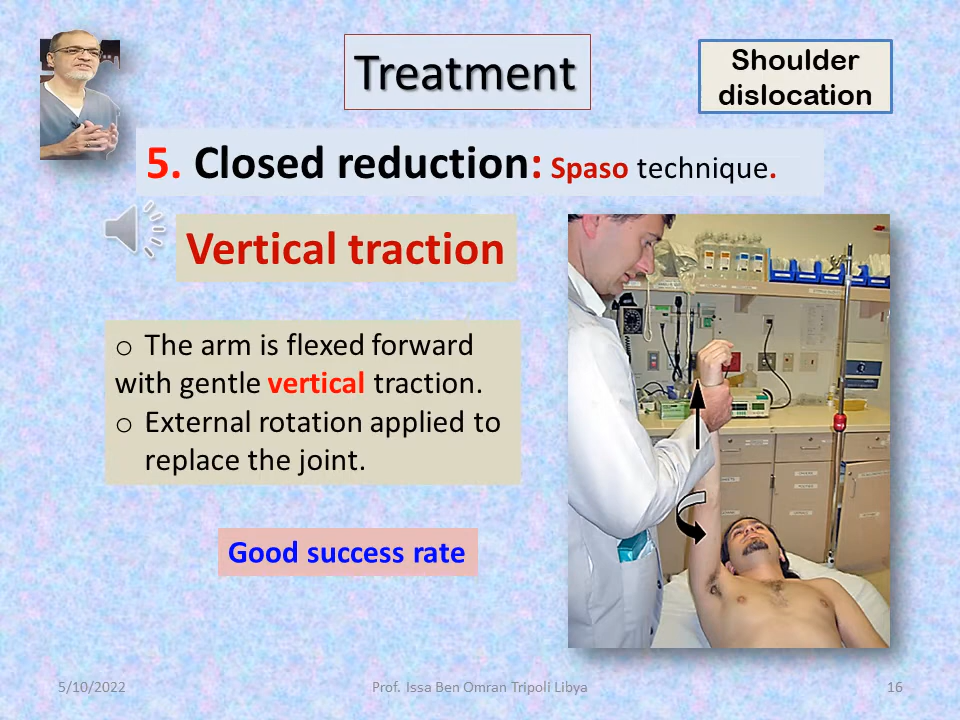 Treatment
Shoulder
dislocation
5. Closed reduction: Spaso technique.
Vertical traction
o The arm is flexed forward
with gentle vertical traction.
o External rotation applied to
replace the joint.
Good success rate
5/10/2022
Prof. Issa Ben Omran Tripoli Libya
16